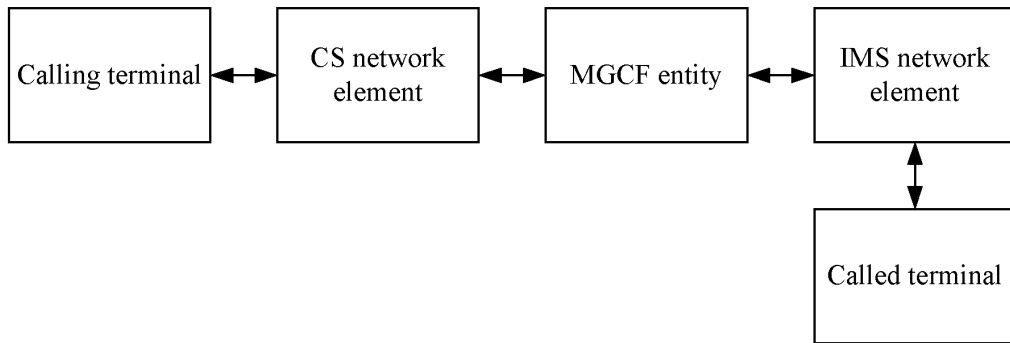 Calling terminal
CS network
element
MGCF entity
IMS network
element
Called terminal